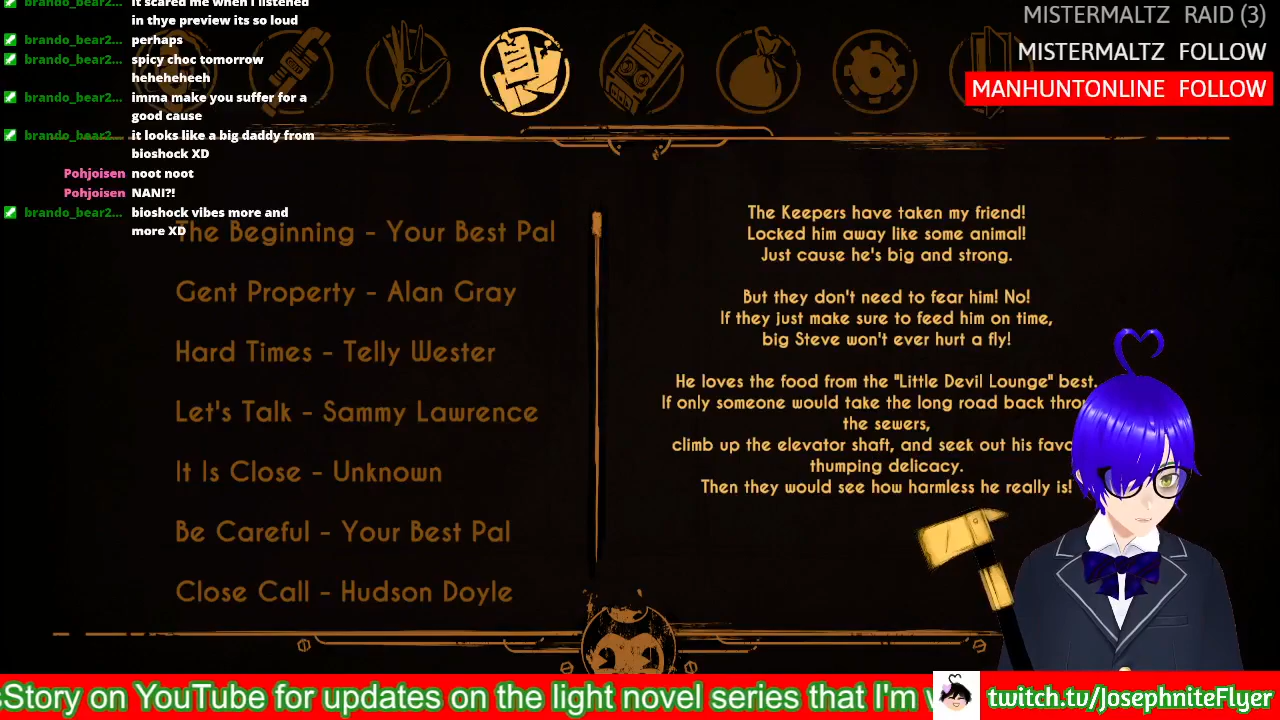 brando_bear2... it scared me when i listened
in thye preview its so loud
brando_bear2... perhaps
brando_bear2... spicy choc tomorrow
heheheheeh
brando_bear2... imma make you suffer for a
good cause
brando_bear2... it looks like a big daddy from
bioshock XD
Pohjoisen noot noot
Pohjoisen NANI?!
brando_bear2... bioshock vibes more and
more XD
MISTERMALTZ RAID (3)
MISTERMALTZ FOLLOW
MANHUNTONLINE FOLLOW
The Beginning - Your Best Pal
Gent Property - Alan Gray
Hard Times - Telly Wester
Let's Talk - Sammy Lawrence
It Is Close - Unknown
Be Careful - Your Best Pal
Close Call - Hudson Doyle
The Keepers have taken my friend!
Locked him away like some animal!
Just cause he's big and strong.
But they don't need to fear him! No!
If they just make sure to feed him on time,
big Steve won't ever hurt a fly!
He loves the food from the "Little Devil Lounge" best.
If only someone would take the long road back throu
the sewers,
climb up the elevator shaft, and seek out his favo
thumping delicacy.
Then they would see how harmless he really is!
sStory on YouTube for updates on the light novel series that I'm
twitch.tv/JosephniteFlyer